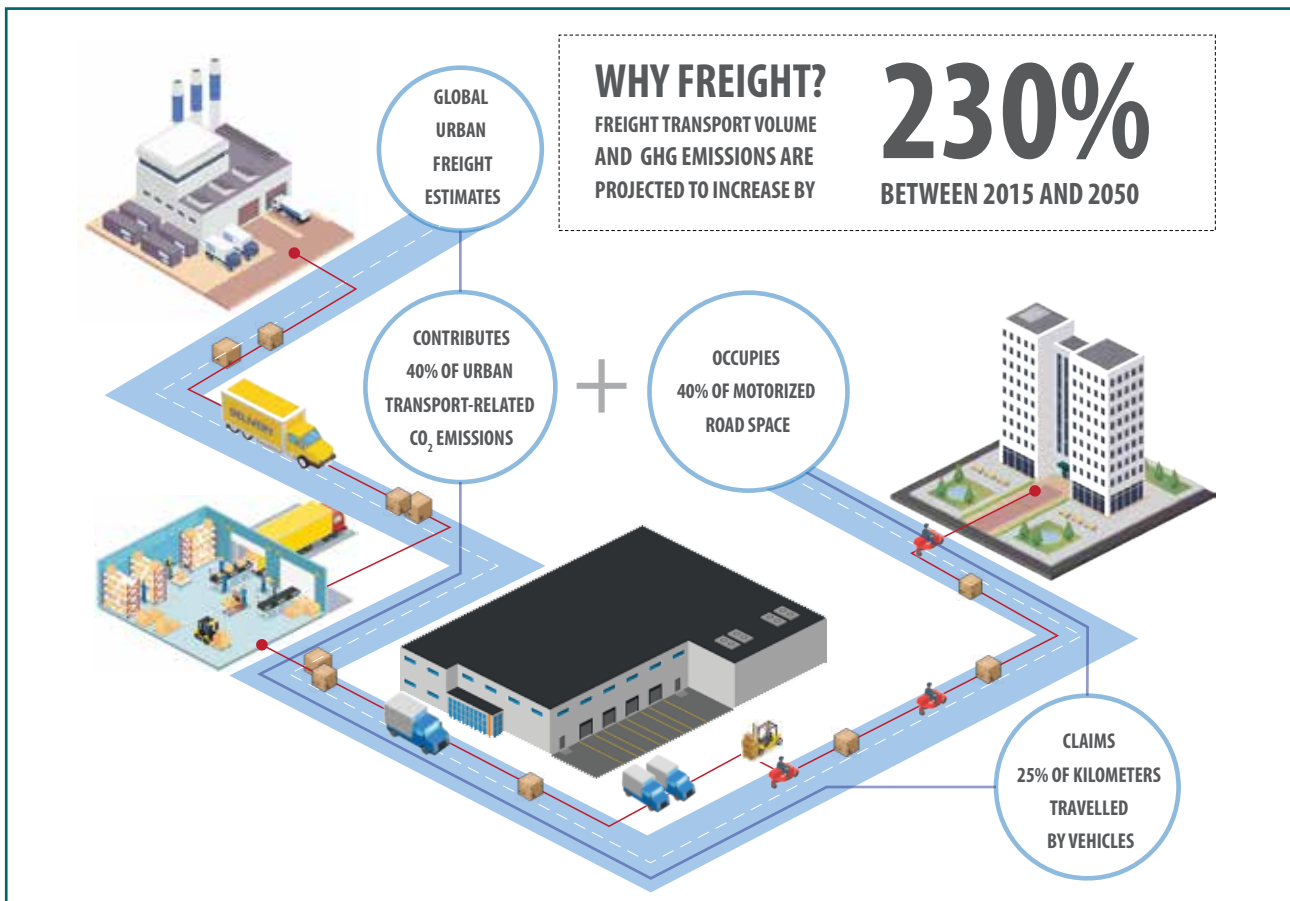 WHY FREIGHT?
FREIGHT TRANSPORT VOLUME
AND GHG EMISSIONS ARE
PROJECTED TO INCREASE BY
230%
BETWEEN 2015 AND 2050
GLOBAL
URBAN
FREIGHT
ESTIMATES
CONTRIBUTES
40% OF URBAN
TRANSPORT-RELATED
CO₂ EMISSIONS
+
OCCUPIES
40% OF MOTORIZED
ROAD SPACE
DELIVERY
CLAIMS
25% OF KILOMETERS
TRAVELLED
BY VEHICLES